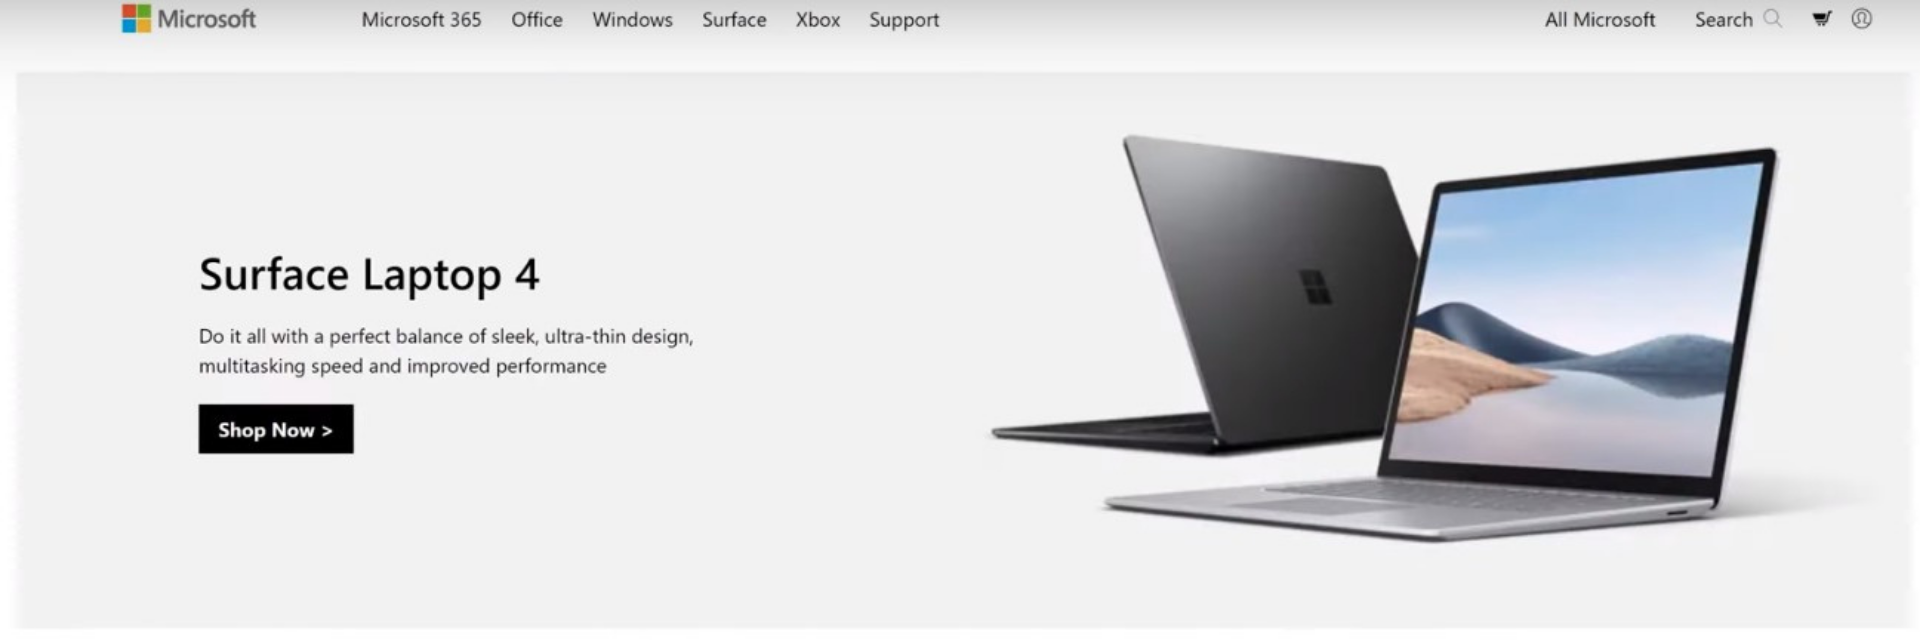 Microsoft
Microsoft 365 Office Windows Surface Xbox Support
All Microsoft Search
Surface Laptop 4
Do it all with a perfect balance of sleek, ultra-thin design,
multitasking speed and improved performance
Shop Now >